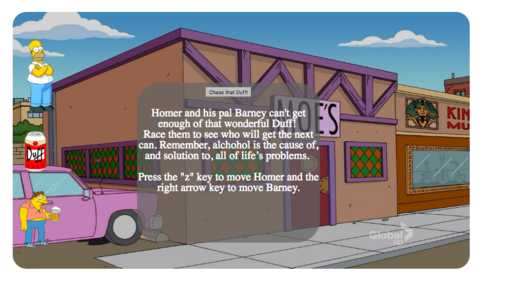 Chase that Duff!
Homer and his pal Barney can't get
enough of that wonderful Duff!
Race them to see who will get the next
can. Remember, alchohol is the cause of,
and solution to, all of life's problems.
Press the "z" key to move Homer and the
right arrow key to move Barney.
MOE'S
Duff
KIN
MU
Global